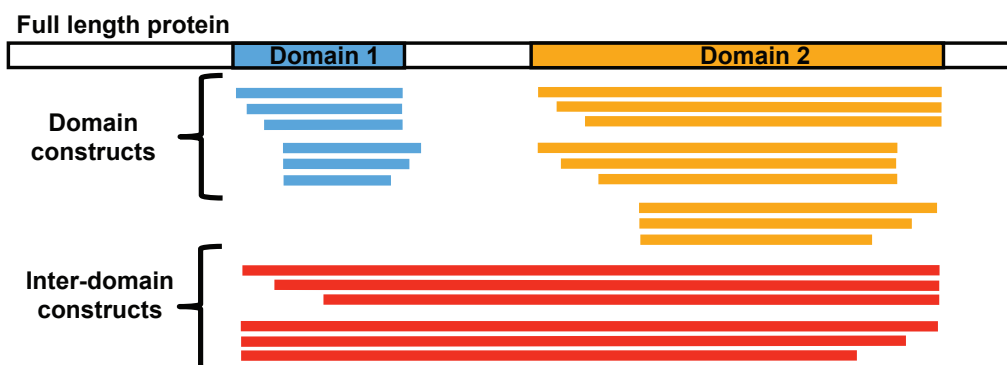 Full length protein
Domain 1
Domain 2
Domain
constructs
Inter-domain
constructs